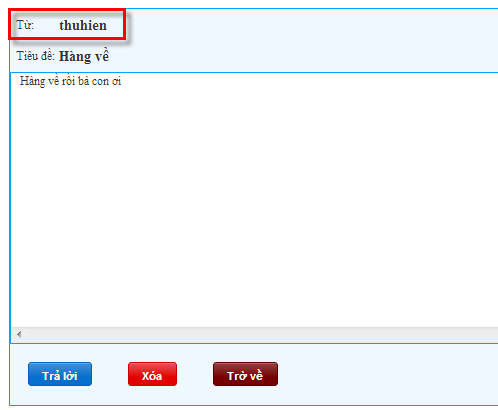 Từ: thuhien
Tiêu đề: Hàng về
Hàng về rồi bà con ơi
Trả lời Xóa Trở về